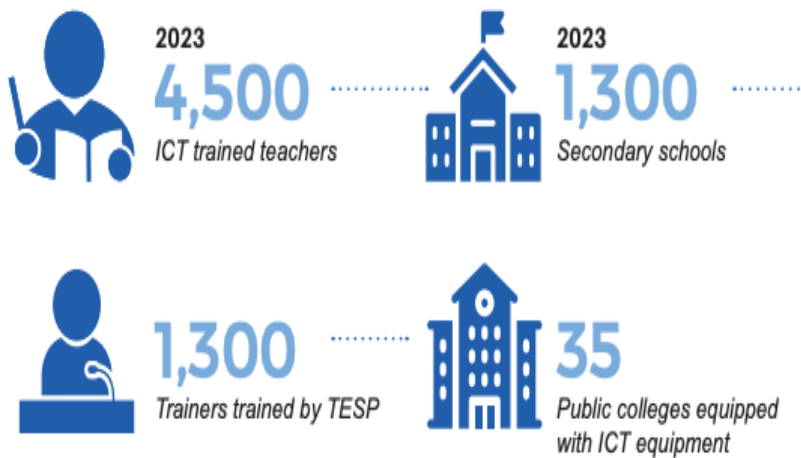 2023
4,500
ICT trained teachers
2023
1,300
Secondary schools
1,300
Trainers trained by TESP
35
Public colleges equipped
with ICT equipment